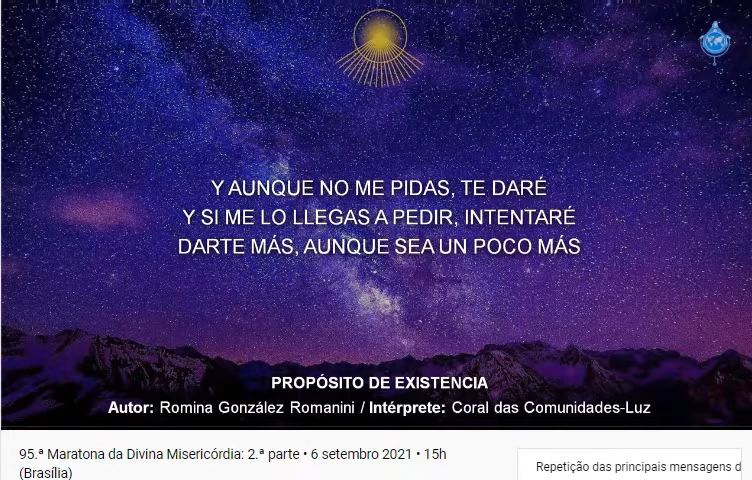 Y AUNQUE NO ME PIDAS, TE DARÉ
Y SI ME LO LLEGAS A PEDIR, INTENTARÉ
DARTE MÁS, AUNQUE SEA UN POCO MÁS
PROPÓSITO DE EXISTENCIA
Autor: Romina González Romanini / Intérprete: Coral das Comunidades-Luz
95.ª Maratona da Divina Misericórdia: 2.ª parte • 6 setembro 2021 • 15h
(Brasília)
Repetição das principais mensagens d